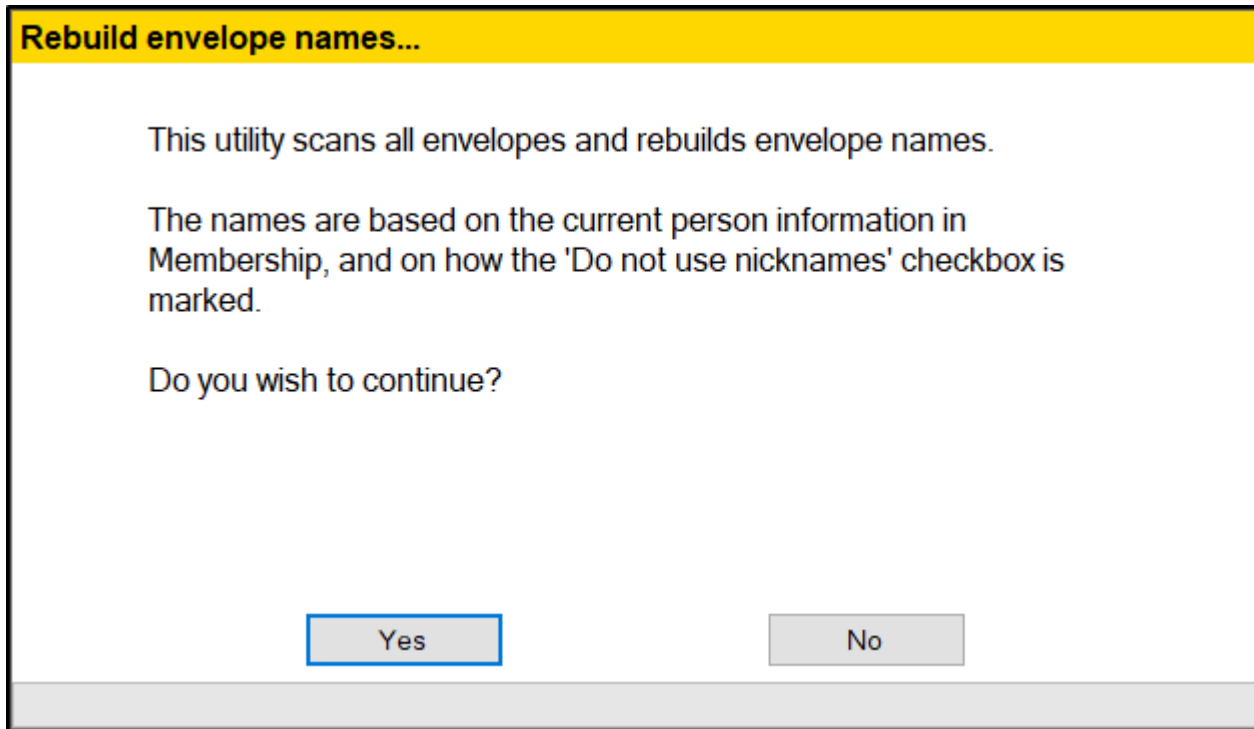 Rebuild envelope names...
This utility scans all envelopes and rebuilds envelope names.
The names are based on the current person information in
Membership, and on how the 'Do not use nicknames' checkbox is
marked.
Do you wish to continue?
Yes
No